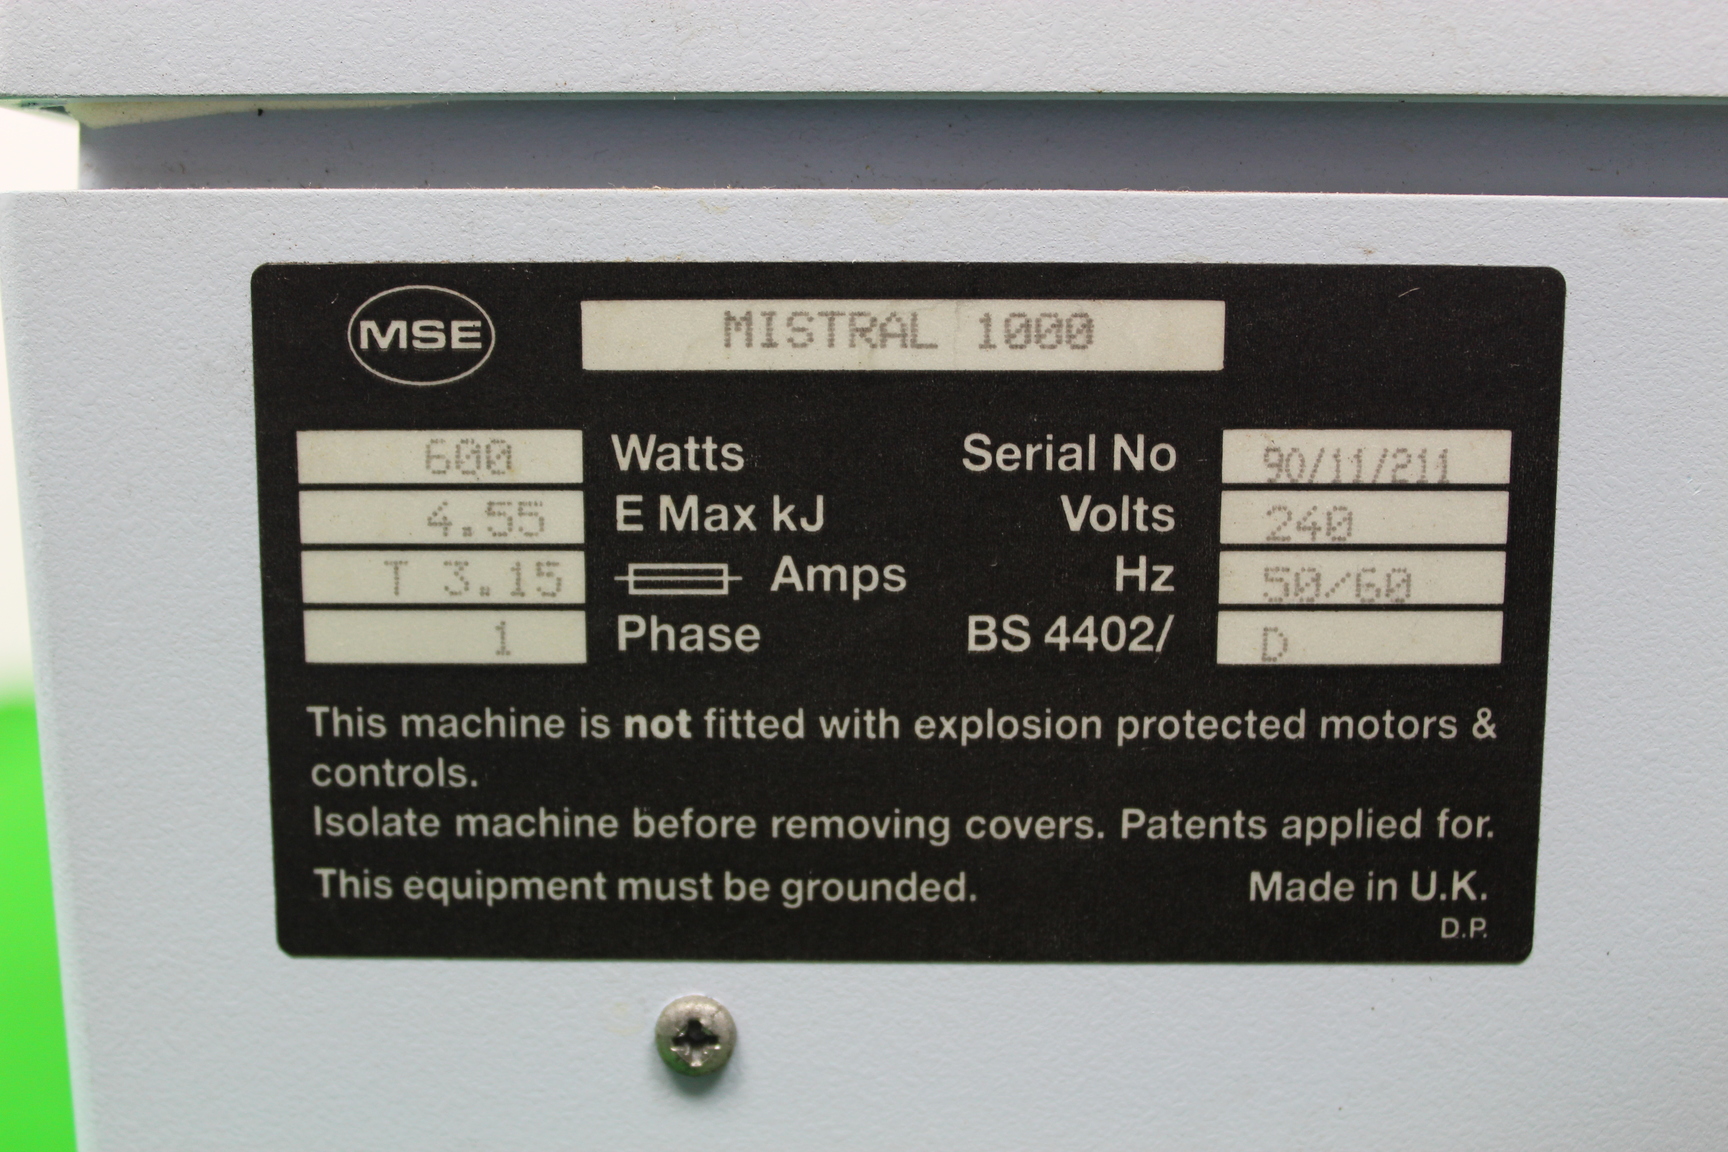 MSE MISTRAL 1000
600 Watts Serial No 90/11/211
4.55 E Max kJ Volts 240
T 3.15 Amps Hz 50/60
1 Phase BS 4402/ D
This machine is not fitted with explosion protected motors &
controls.
Isolate machine before removing covers. Patents applied for.
This equipment must be grounded. Made in U.K.
D.P.